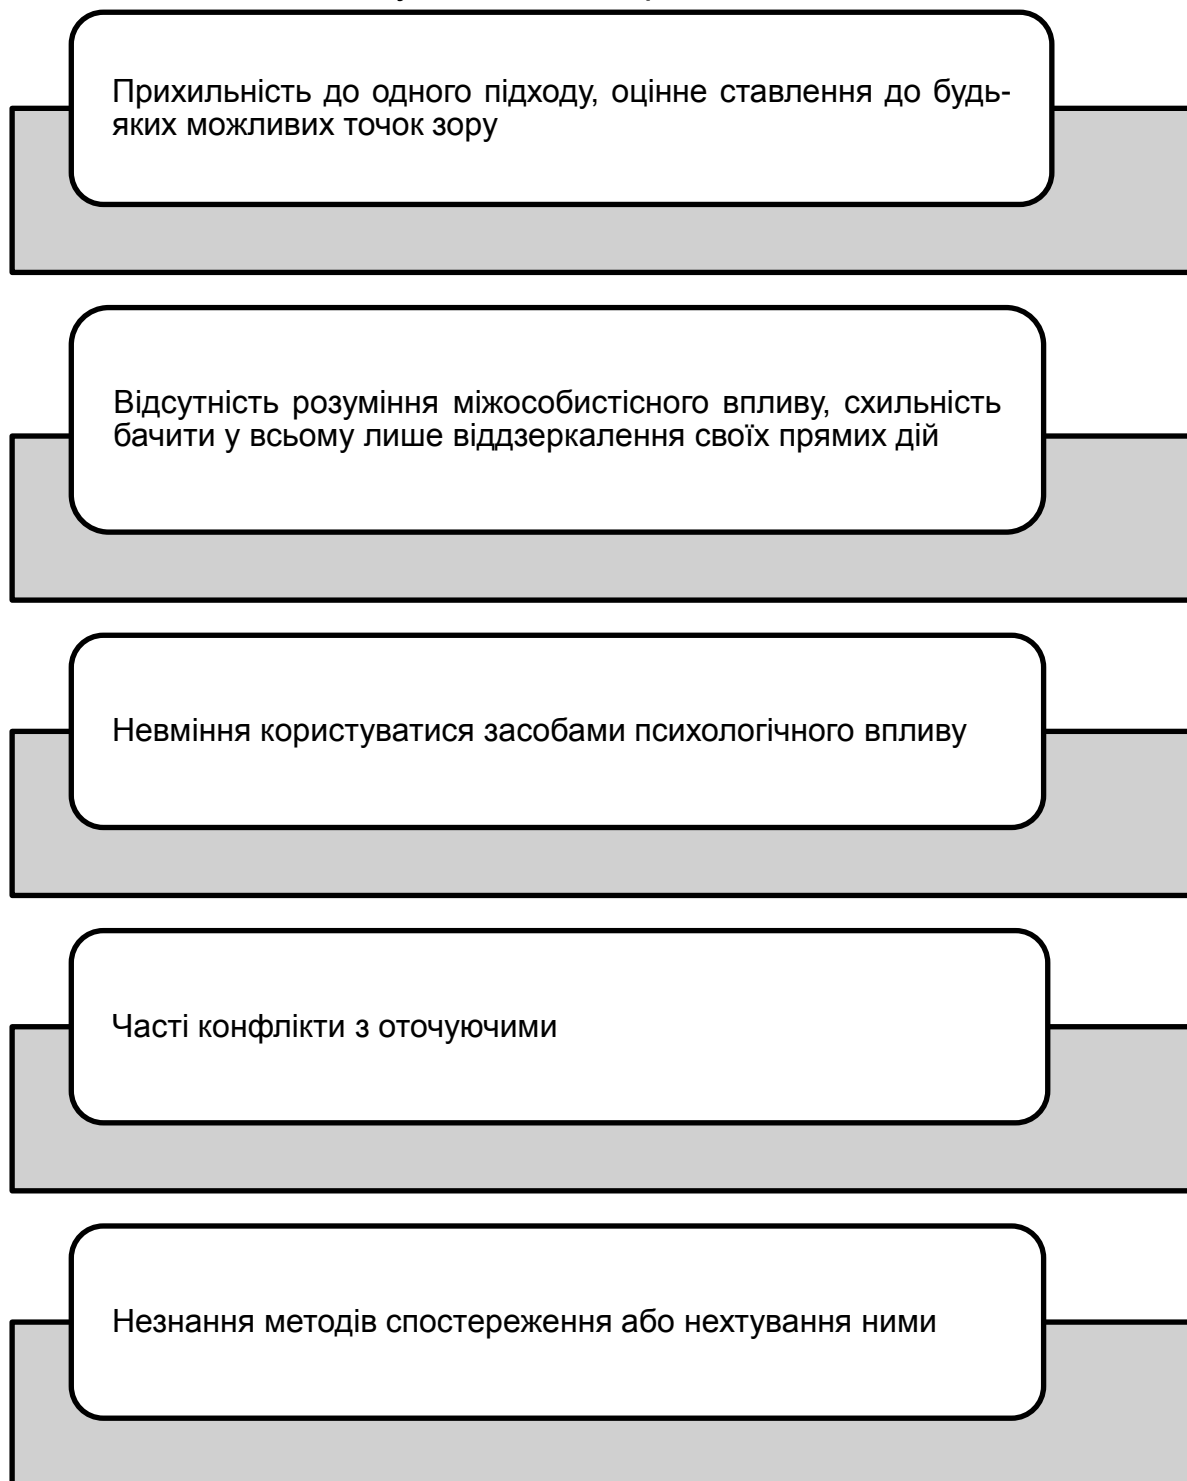 Прихильність до одного підходу, оцінне ставлення до будь-
яких можливих точок зору
Відсутність розуміння міжособистісного впливу, схильність
бачити у всьому лише віддзеркалення своїх прямих дій
Невміння користуватися засобами психологічного впливу
Часті конфлікти з оточуючими
Незнання методів спостереження або нехтування ними